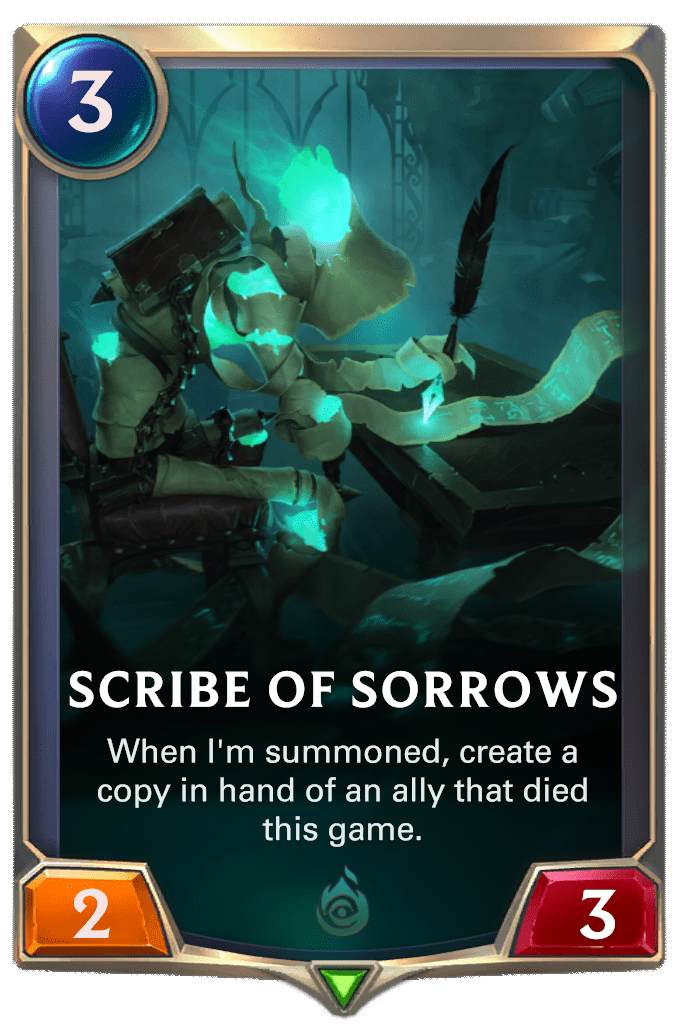 3
SCRIBE OF SORROWS
When I'm summoned, create a
copy in hand of an ally that died
this game.
2
3